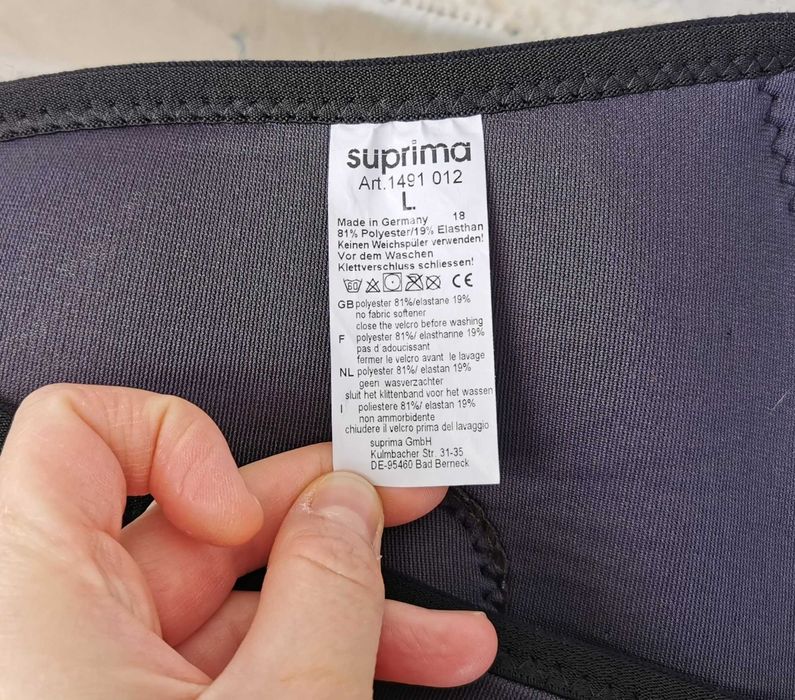 suprima
Art.1491 012
L.
Made in Germany 18
81% Polyester/19% Elasthan
Keinen Weichspüler verwenden!
Vor dem Waschen
Klettverschluss schliessen!
60 CE
GB polyester 81%/elastane 19%
no fabric softener
close the velcro before washing
F polyester 81%/ elasthanne 19%
pas d adoucissant
fermer le velcro avant le lavage
NL polyester 81%/ elastan 19%
geen wasverzachter
sluit het klittenband voor het wassen
I poliestere 81%/ elastan 19%
non ammorbidente
chiudere il velcro prima del lavaggio
suprima GmbH
Kulmbacher Str. 31-35
DE-95460 Bad Berneck